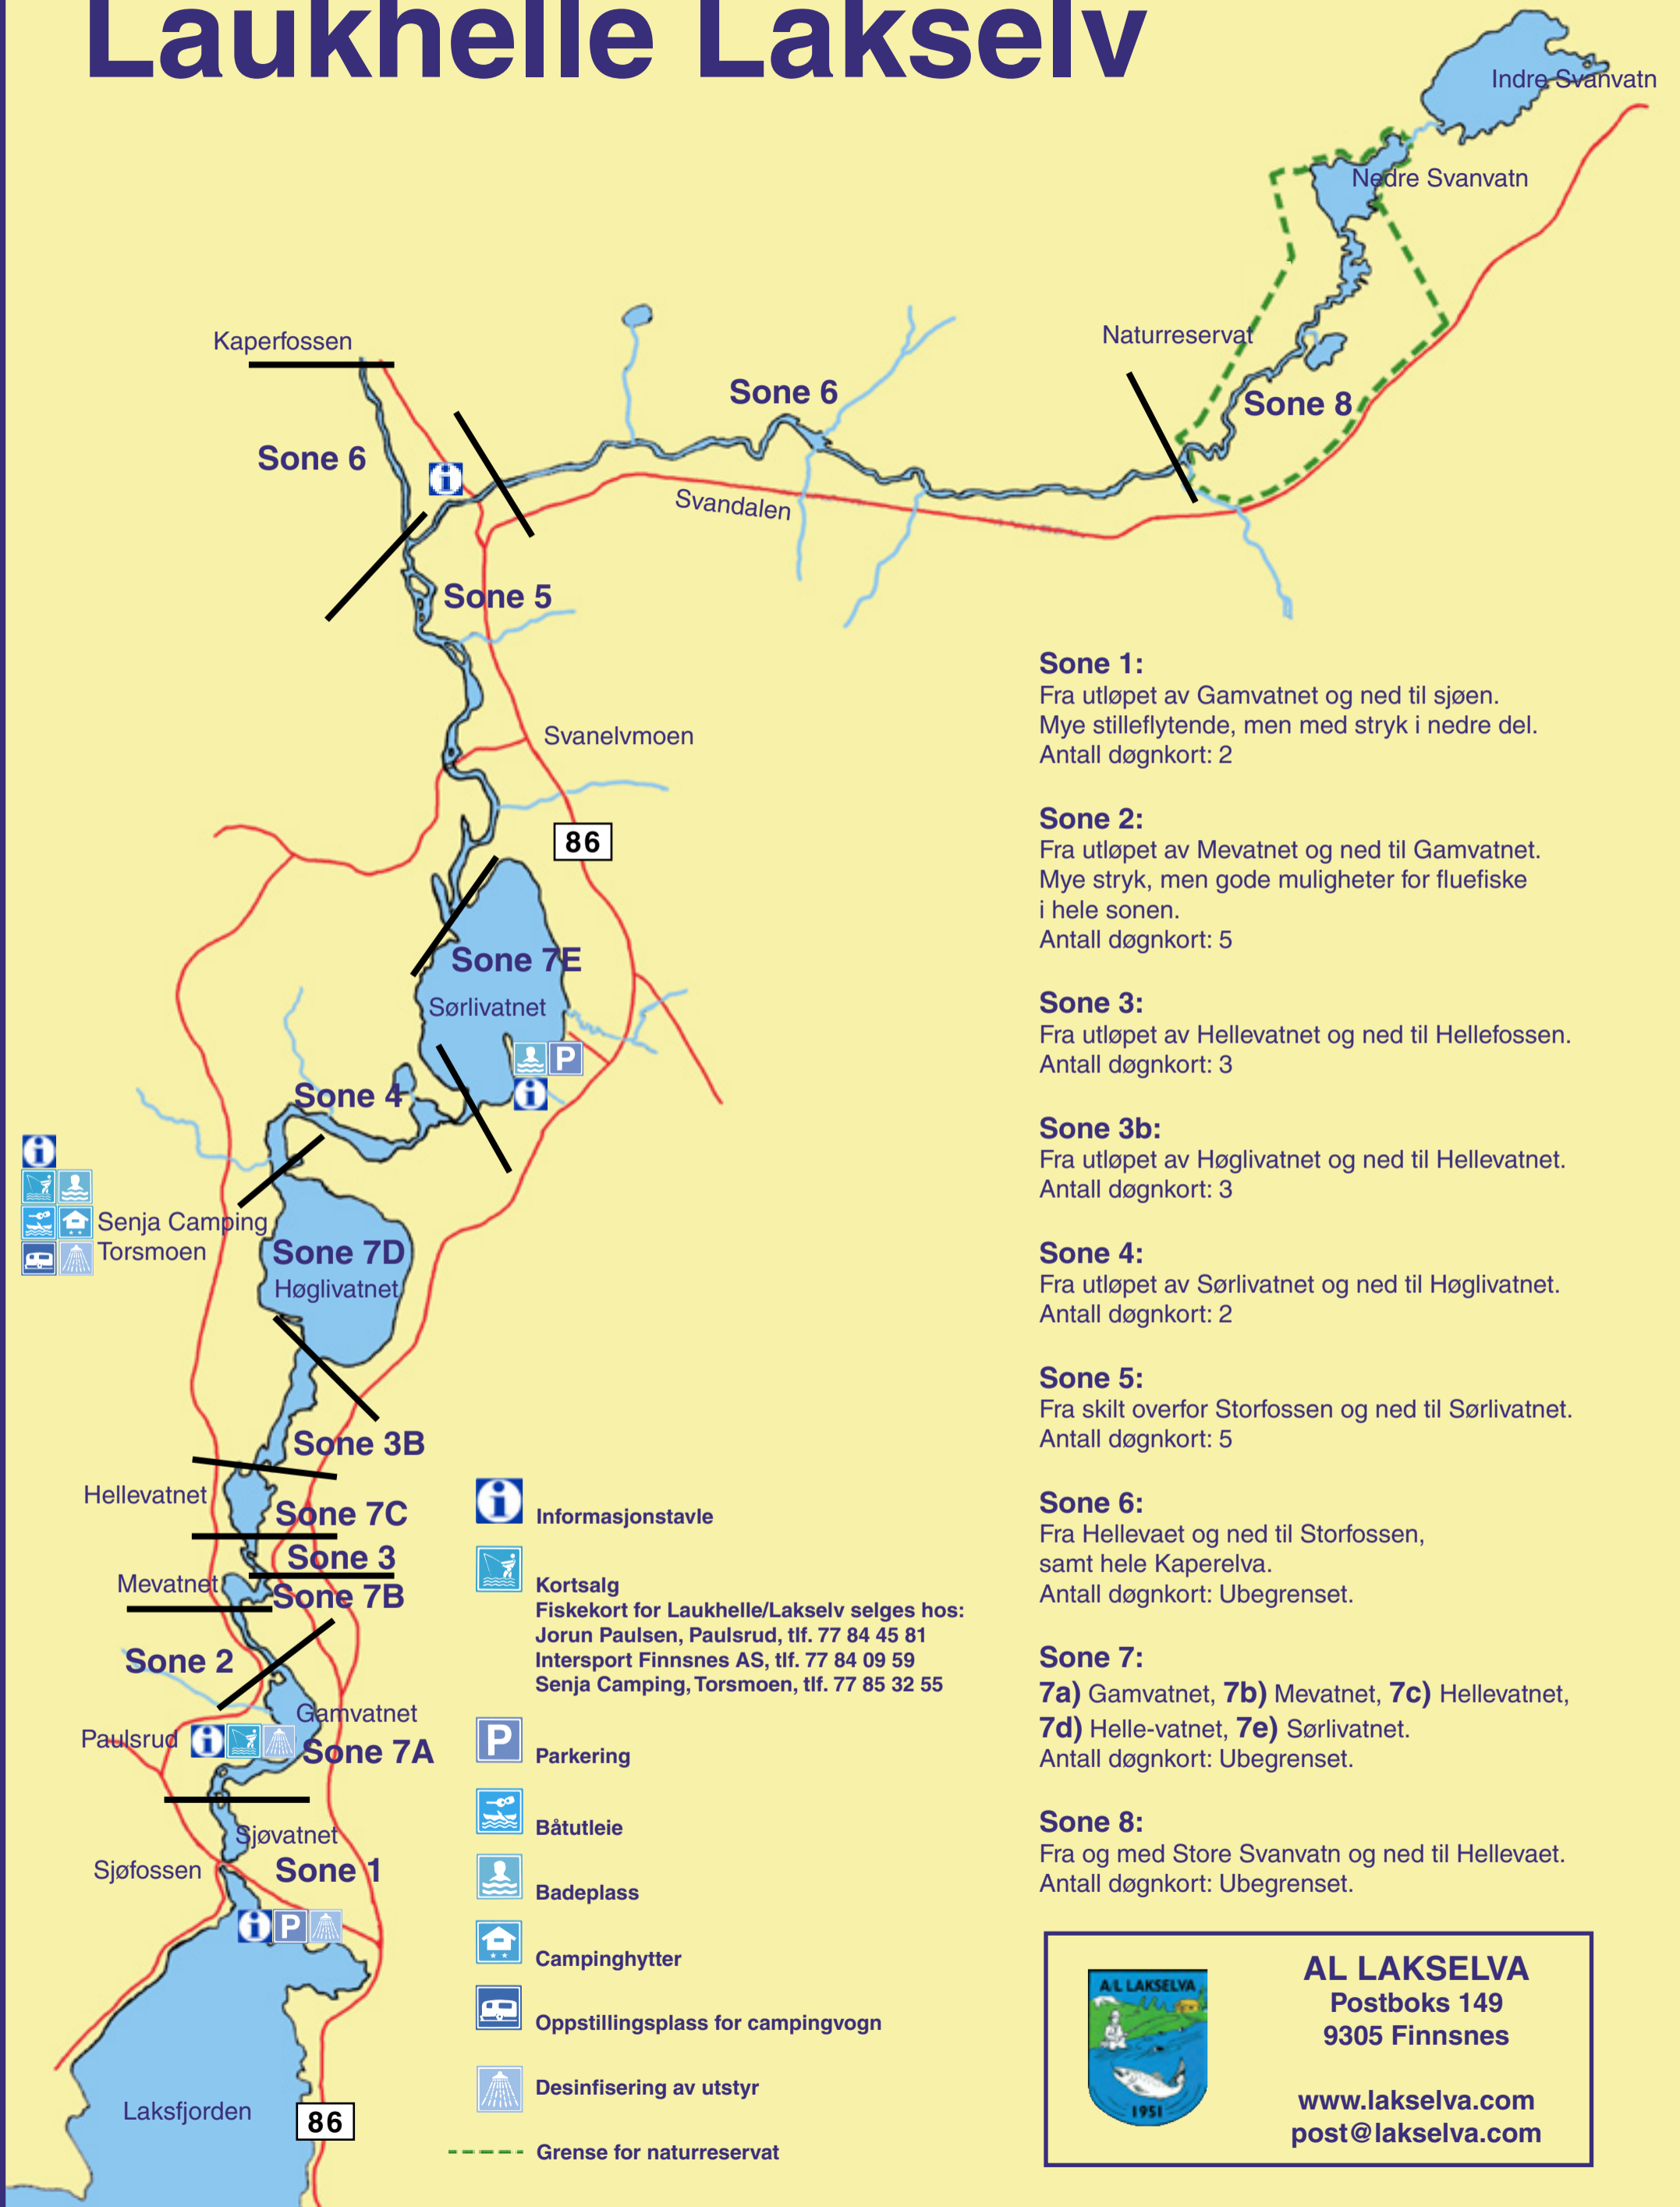 Laukhelle Lakselv
Indre Svanvatn
Nedre Svanvatn
Naturreservat
Kaperfossen
Sone 6
Sone 8
Sone 6
Svandalen
Sone 5
Svanelvmoen
86
Sone 7E
Sørlivatnet
P
i
Sone 4
i
Senja Camping
Torsmoen
Sone 7D
Høglivatnet
Sone 3B
Hellevatnet
Sone 7C
Sone 3
Mevatnet
Sone 7B
Sone 2
Gamvatnet
Paulsrud
i
Sone 7A
Sjøvatnet
Sjøfossen
Sone 1
i P
Laksfjorden
86
i
Informasjonstavle
Kortsalg
Fiskekort for Laukhelle/Lakselv selges hos:
Jorun Paulsen, Paulsrud, tlf. 77 84 45 81
Intersport Finnsnes AS, tlf. 77 84 09 59
Senja Camping, Torsmoen, tlf. 77 85 32 55
P
Parkering
Båtutleie
Badeplass
Campinghytter
Oppstillingsplass for campingvogn
Desinfisering av utstyr
Grense for naturreservat
Sone 1:
Fra utløpet av Gamvatnet og ned til sjøen.
Mye stilleflytende, men med stryk i nedre del.
Antall døgnkort: 2
Sone 2:
Fra utløpet av Mevatnet og ned til Gamvatnet.
Mye stryk, men gode muligheter for fluefiske
i hele sonen.
Antall døgnkort: 5
Sone 3:
Fra utløpet av Hellevatnet og ned til Hellefossen.
Antall døgnkort: 3
Sone 3b:
Fra utløpet av Høglivatnet og ned til Hellevatnet.
Antall døgnkort: 3
Sone 4:
Fra utløpet av Sørlivatnet og ned til Høglivatnet.
Antall døgnkort: 2
Sone 5:
Fra skilt overfor Storfossen og ned til Sørlivatnet.
Antall døgnkort: 5
Sone 6:
Fra Hellevaet og ned til Storfossen,
samt hele Kaperelva.
Antall døgnkort: Ubegrenset.
Sone 7:
7a) Gamvatnet, 7b) Mevatnet, 7c) Hellevatnet,
7d) Helle-vatnet, 7e) Sørlivatnet.
Antall døgnkort: Ubegrenset.
Sone 8:
Fra og med Store Svanvatn og ned til Hellevaet.
Antall døgnkort: Ubegrenset.
A/L LAKSELVA
1951
AL LAKSELVA
Postboks 149
9305 Finnsnes
www.lakselva.com
post@lakselva.com